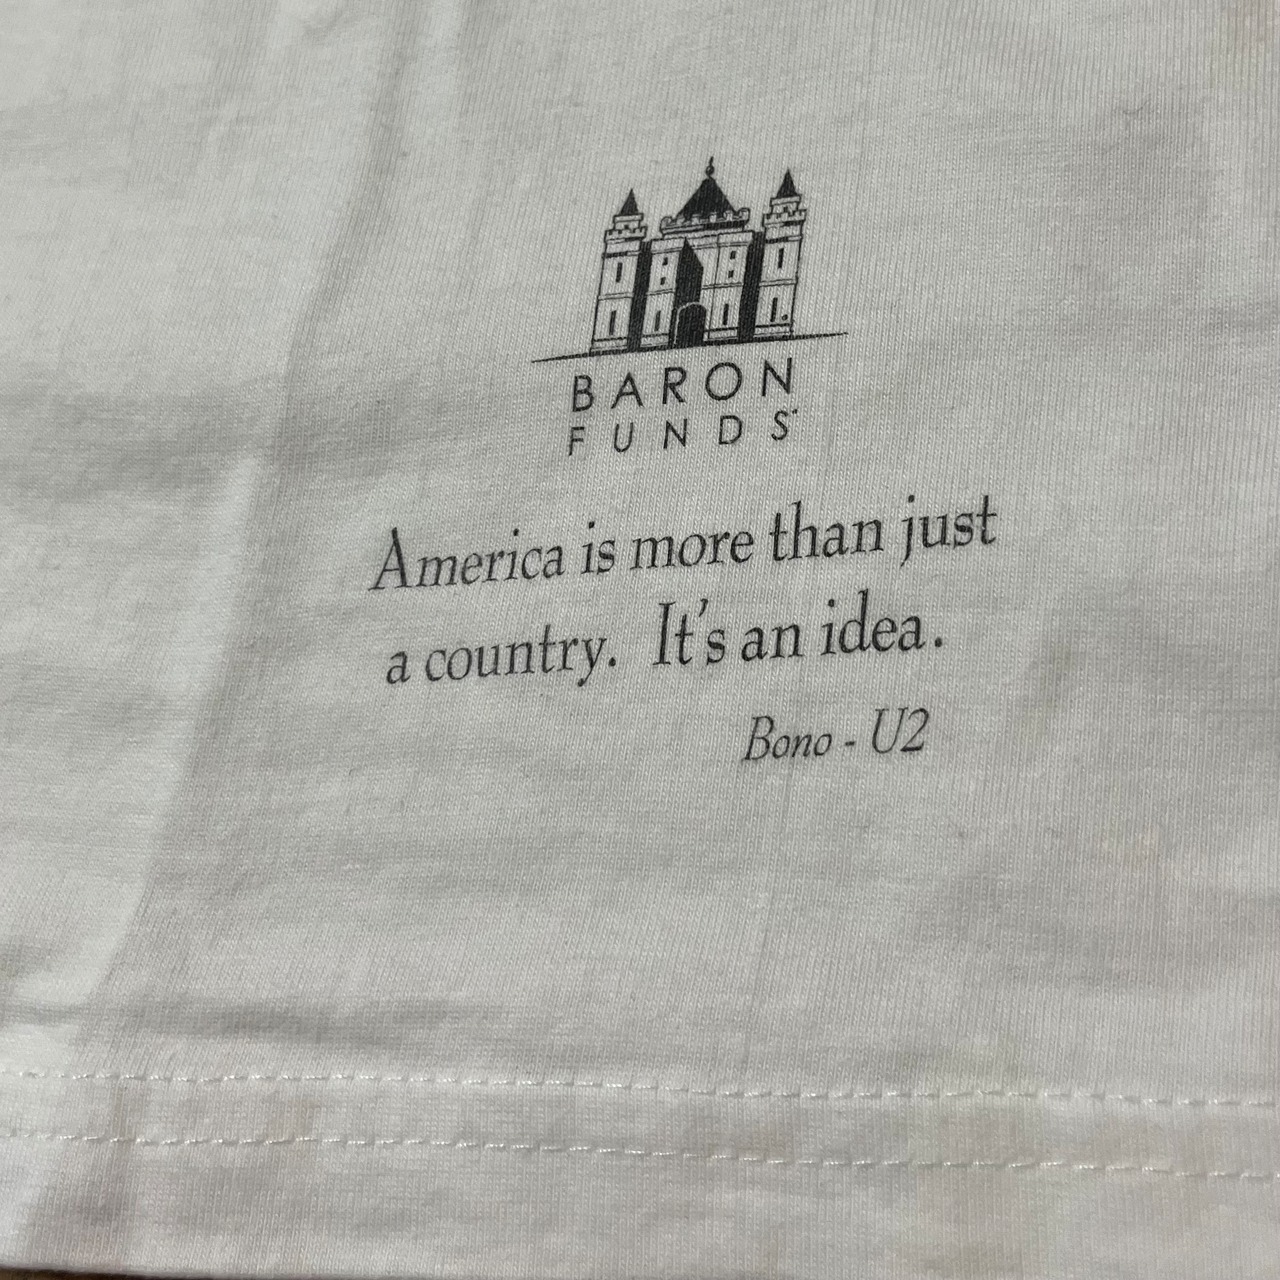 BARON
FUNDS
America is more than just
a country. It's an idea.
Bono - U2